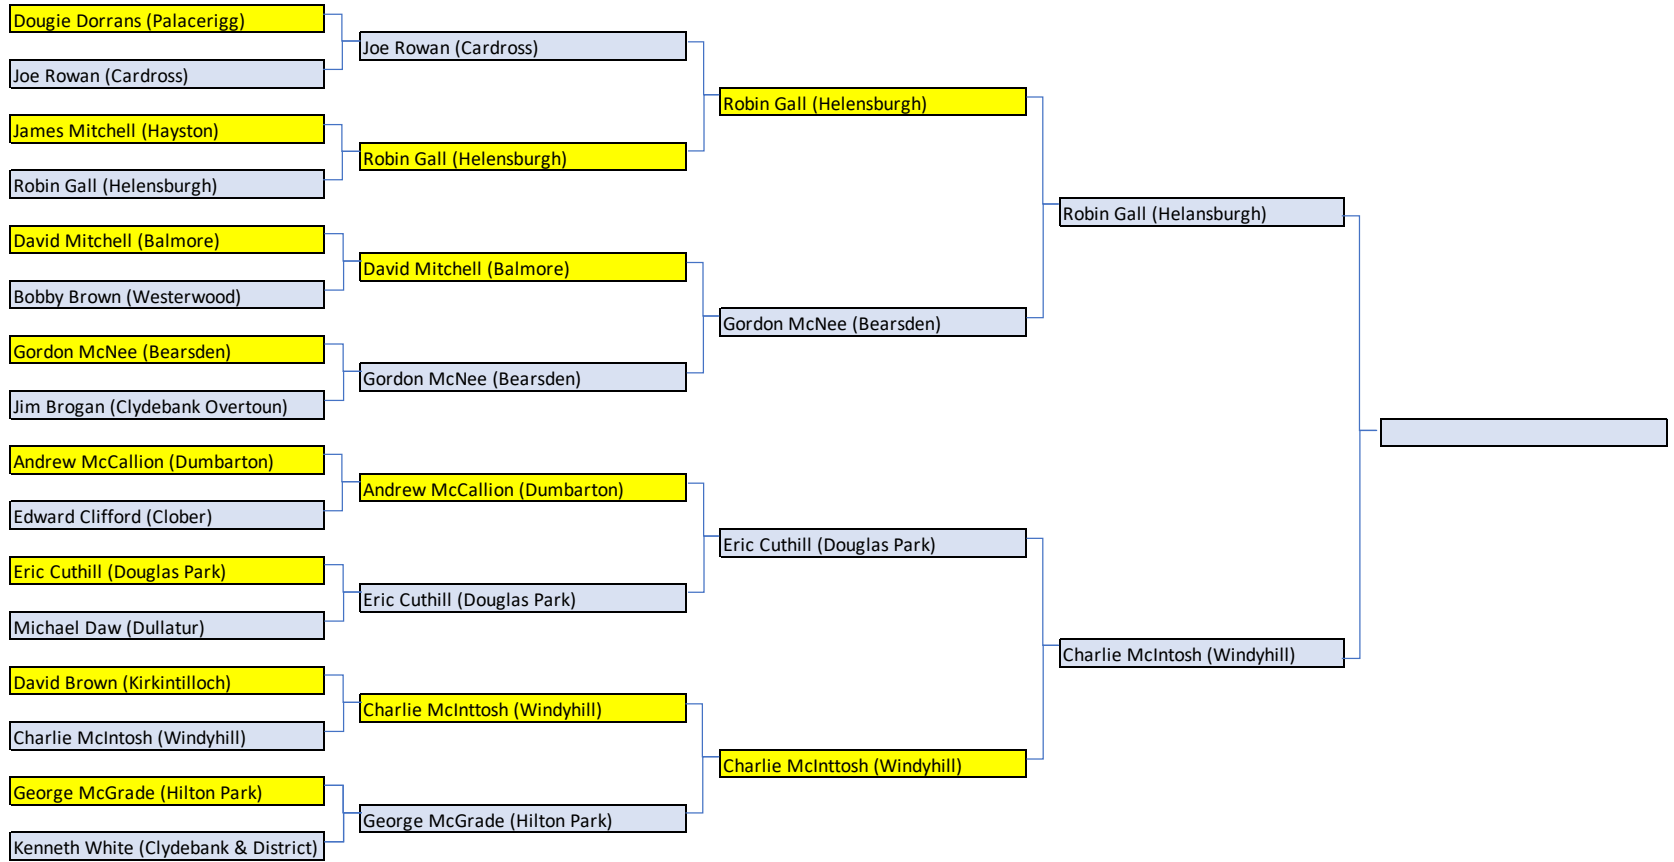 Dougie Dorrans (Palacerigg)
Joe Rowan (Cardross)
James Mitchell (Hayston)
Robin Gall (Helensburgh)
David Mitchell (Balmore)
Bobby Brown (Westerwood)
Gordon McNee (Bearsden)
Jim Brogan (Clydebank Overtoun)
Andrew McCallion (Dumbarton)
Edward Clifford (Clober)
Eric Cuthill (Douglas Park)
Michael Daw (Dullatur)
David Brown (Kirkintilloch)
Charlie McIntosh (Windyhill)
George McGrade (Hilton Park)
Kenneth White (Clydebank & District)
Joe Rowan (Cardross)
Robin Gall (Helensburgh)
David Mitchell (Balmore)
Gordon McNee (Bearsden)
Andrew McCallion (Dumbarton)
Eric Cuthill (Douglas Park)
Charlie McInttosh (Windyhill)
George McGrade (Hilton Park)
Robin Gall (Helensburgh)
Gordon McNee (Bearsden)
Eric Cuthill (Douglas Park)
Charlie McInttosh (Windyhill)
Robin Gall (Helansburgh)
Charlie McIntosh (Windyhill)